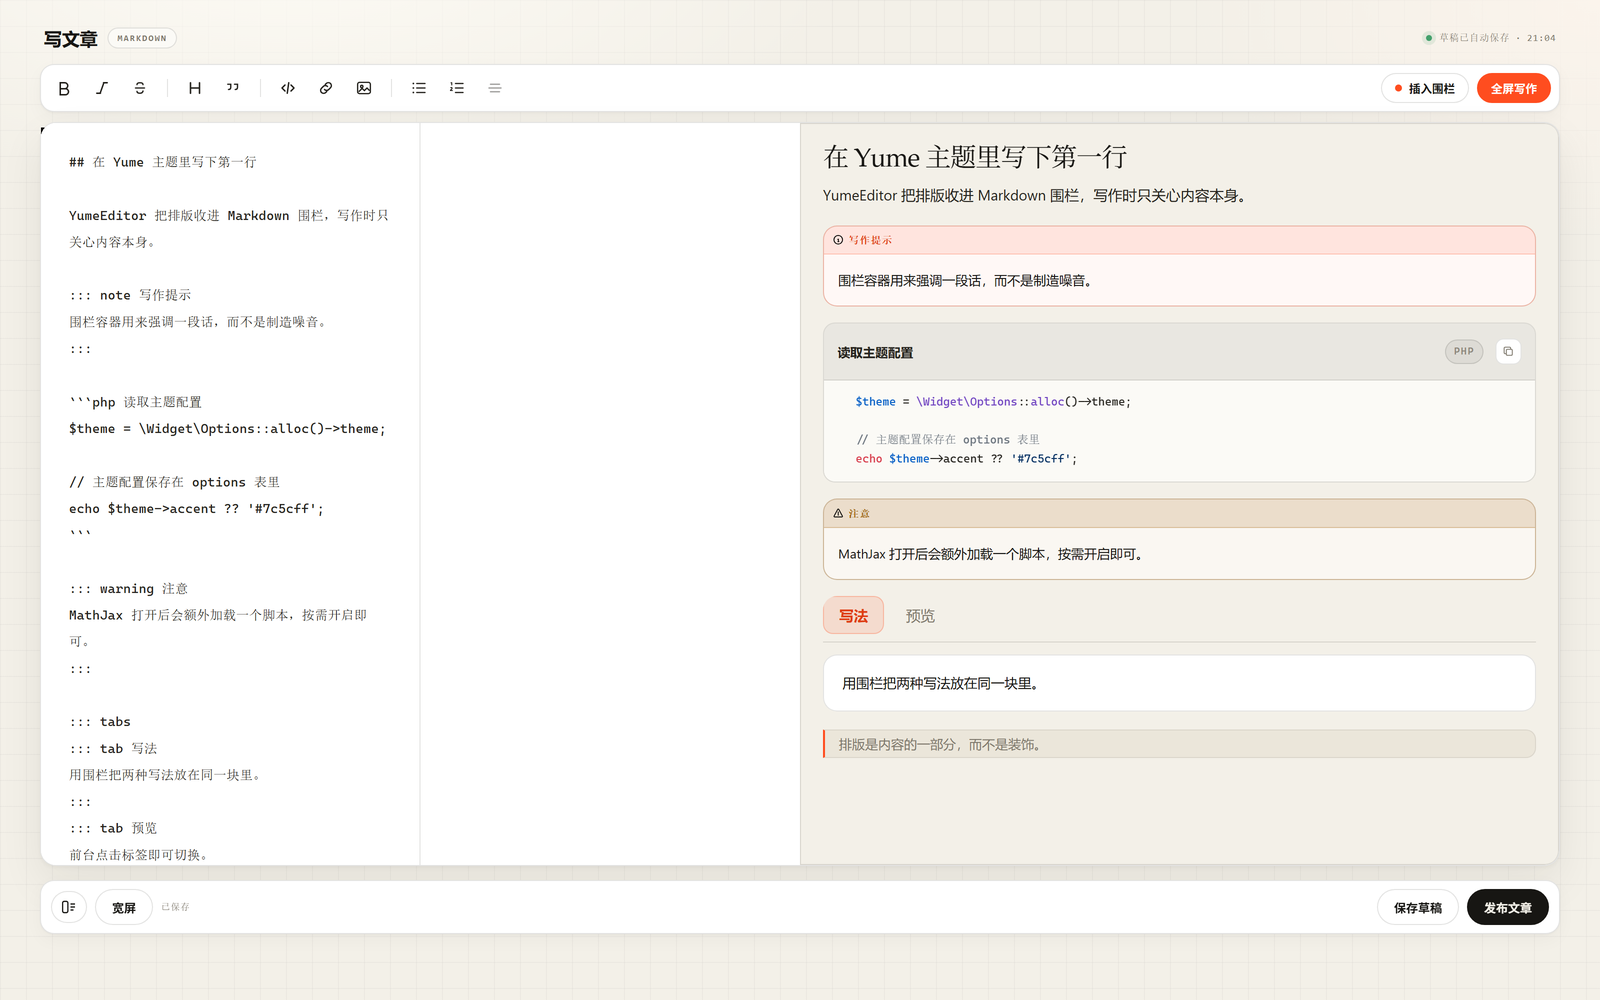 写文章 MARKDOWN
草稿已自动保存 · 21:04
插入围栏 全屏写作
## 在 Yume 主题里写下第一行
YumeEditor 把排版收进 Markdown 围栏，写作时只
关心内容本身。
::: note 写作提示
围栏容器用来强调一段话，而不是制造噪音。
:::
```php 读取主题配置
$theme = \Widget\Options::alloc()->theme;
// 主题配置保存在 options 表里
echo $theme->accent ?? '#7c5cff';
```
::: warning 注意
MathJax 打开后会额外加载一个脚本，按需开启即
可。
:::
::: tabs
::: tab 写法
用围栏把两种写法放在同一块里。
:::
::: tab 预览
前台点击标签即可切换。
在 Yume 主题里写下第一行
YumeEditor 把排版收进 Markdown 围栏，写作时只关心内容本身。
写作提示
围栏容器用来强调一段话，而不是制造噪音。
读取主题配置
PHP
$theme = \Widget\Options::alloc()->theme;
// 主题配置保存在 options 表里
echo $theme->accent ?? '#7c5cff';
注意
MathJax 打开后会额外加载一个脚本，按需开启即可。
写法 预览
用围栏把两种写法放在同一块里。
排版是内容的一部分，而不是装饰。
宽屏 已保存
保存草稿 发布文章